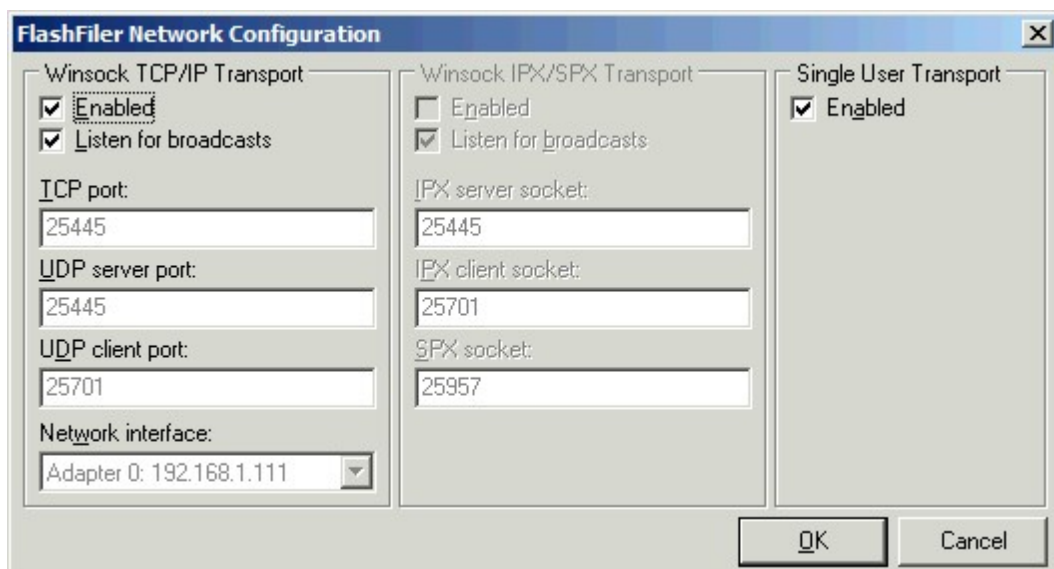 FlashFiler Network Configuration
Winsock TCP/IP Transport
Enabled
Listen for broadcasts
TCP port:
25445
UDP server port:
25445
UDP client port:
25701
Network interface:
Adapter 0: 192.168.1.111
Winsock IPX/SPX Transport
Enabled
Listen for broadcasts
IPX server socket:
25445
IPX client socket:
25701
SPX socket:
25957
Single User Transport
Enabled
OK
Cancel